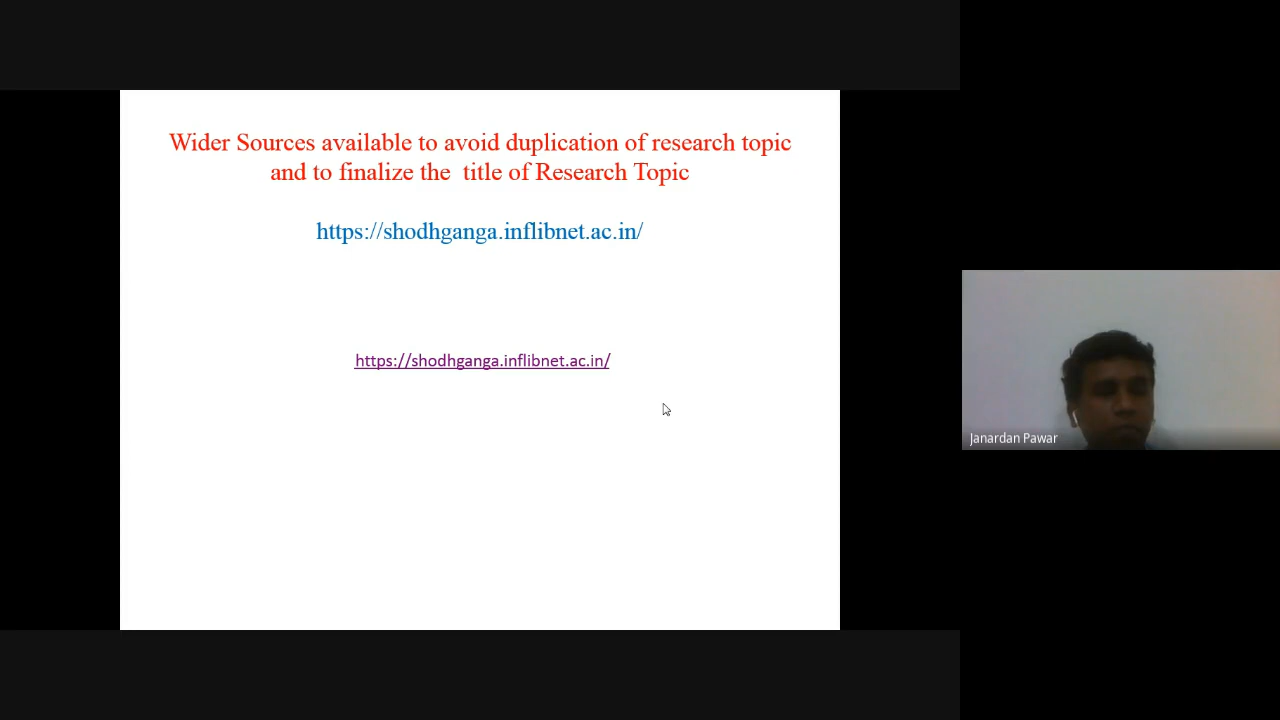 Wider Sources available to avoid duplication of research topic
and to finalize the  title of Research Topic
https://shodhganga.inflibnet.ac.in/
https://shodhganga.inflibnet.ac.in/
Janardan Pawar